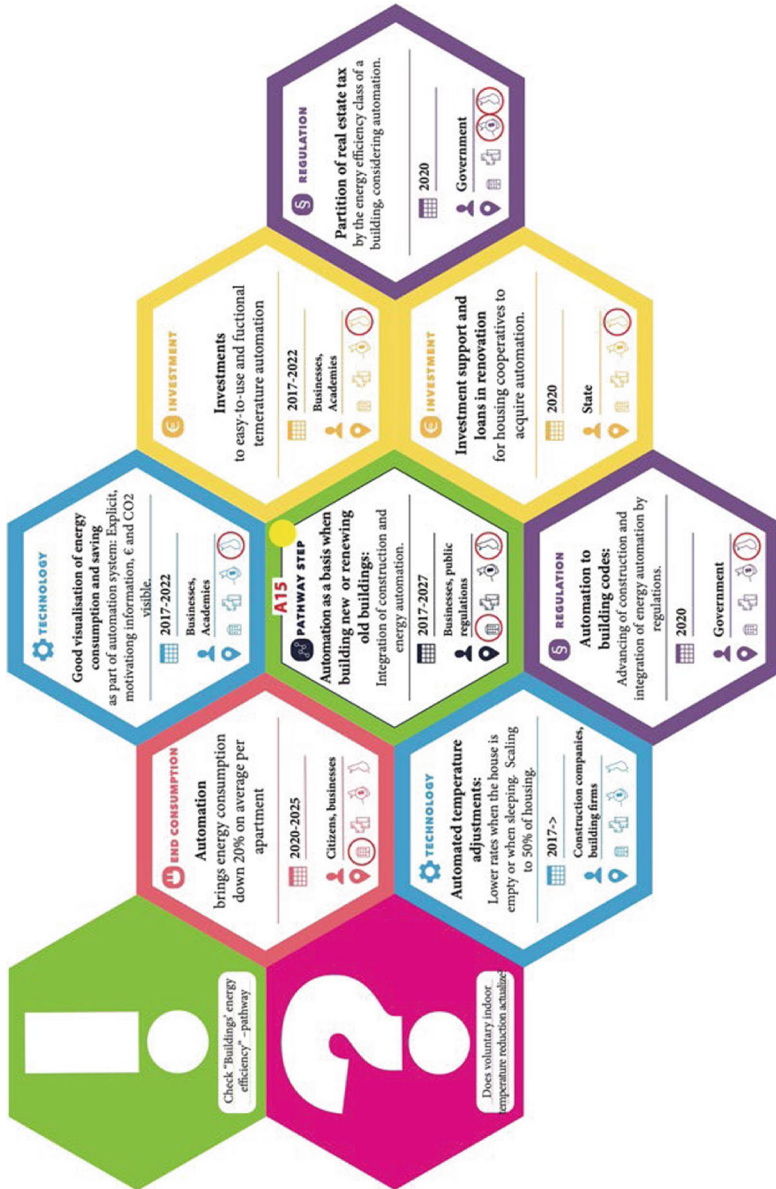 Check "Buildings' energy
efficiency" –pathway
TECHNOLOGY
Good visualisation of energy
consumption and saving
as part of automation system: Explicit,
motivationg information, € and CO2
visible.
2017-2022
Businesses,
Academies
END CONSUMPTION
Automation
brings energy consumption
down 20% on average per
apartment
2020-2025
Citizens, businesses
INVESTMENT
Investments
to easy-to-use and fuctional
temerature automation
2017-2022
Businesses,
Academies
?
Does voluntary indoor
temperature reduction actualize?
A15
PATHWAY STEP
Automation as a basis when
building new or renewing
old buildings:
Integration of construction and
energy automation.
2017-2027
Businesses, public
regulations
§ REGULATION
Partition of real estate tax
by the energy efficiency class of a
building, considering automation.
2020
Government
TECHNOLOGY
Automated temperature
adjustments:
Lower rates when the house is
empty or when sleeping. Scaling
to 50% of housing.
2017->
Construction companies,
building firms
€ INVESTMENT
Investment support and
loans in renovation
for housing cooperatives to
acquire automation.
2020
State
§ REGULATION
Automation to
building codes:
Advancing of construction and
integration of energy automation by
regulations.
2020
Government